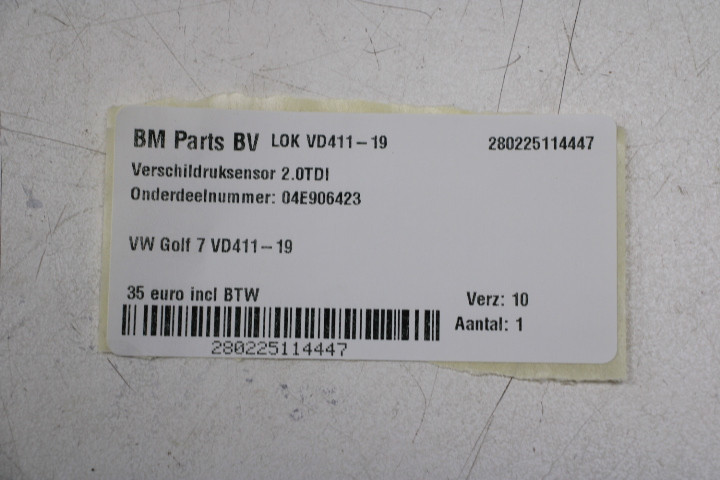 BM Parts BV LOK VD411-19 280225114447
Verschildruksensor 2.0TDI
Onderdeelnummer: 04E906423
VW Golf 7 VD411-19
35 euro incl BTW Verz: 10
Aantal: 1
280225114447